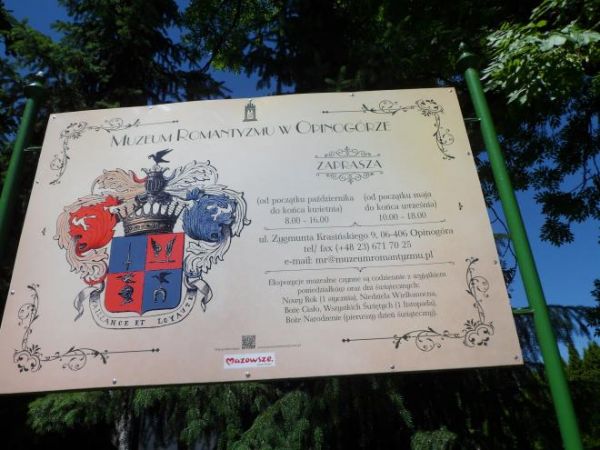 Muzeum Romantyzmu w Opinogórze
ZAPRASZA
(od początku października
do końca kwietnia)
8.00 - 16.00
(od początku maja
do końca września)
10.00 - 18.00
ul. Zygmunta Krasińskiego 9, 06-406 Opinogóra
tel/ fax (+48 23) 671 70 25
e-mail: mr@muzeumromantyzmu.pl
Ekspozycje muzealne czynne są codziennie z wyjątkiem
poniedziałków oraz dni świątecznych:
Nowy Rok (1 stycznia), Niedziela Wielkanocna,
Boże Ciało, Wszystkich Świętych (1 listopada),
Boże Narodzenie (pierwszy dzień świąteczny).
ET LOYAUTE
Mazowsze.